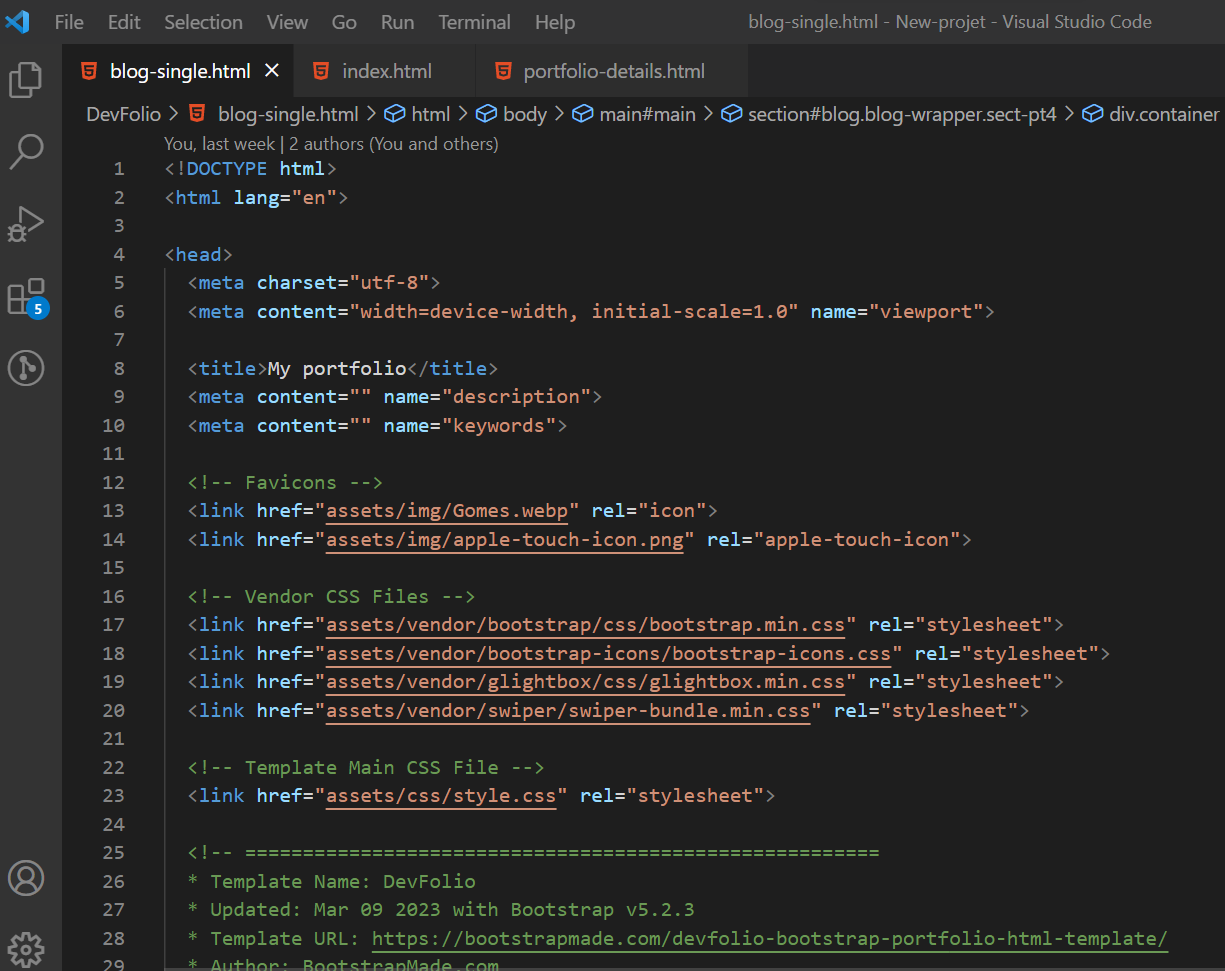 File Edit Selection View Go Run Terminal Help blog-single.html - New-projet - Visual Studio Code
blog-single.html index.html portfolio-details.html
DevFolio > blog-single.html > html > body > main#main > section#blog.blog-wrapper.sect-pt4 > div.container
You, last week | 2 authors (You and others)
1 <!DOCTYPE html>
2 <html lang="en">
3
4 <head>
5 <meta charset="utf-8">
6 <meta content="width=device-width, initial-scale=1.0" name="viewport">
7
8 <title>My portfolio</title>
9 <meta content="" name="description">
10 <meta content="" name="keywords">
11
12 <!-- Favicons -->
13 <link href="assets/img/Gomes.webp" rel="icon">
14 <link href="assets/img/apple-touch-icon.png" rel="apple-touch-icon">
15
16 <!-- Vendor CSS Files -->
17 <link href="assets/vendor/bootstrap/css/bootstrap.min.css" rel="stylesheet">
18 <link href="assets/vendor/bootstrap-icons/bootstrap-icons.css" rel="stylesheet">
19 <link href="assets/vendor/glightbox/css/glightbox.min.css" rel="stylesheet">
20 <link href="assets/vendor/swiper/swiper-bundle.min.css" rel="stylesheet">
21
22 <!-- Template Main CSS File -->
23 <link href="assets/css/style.css" rel="stylesheet">
24
25 <!-- =======================================================
26 * Template Name: DevFolio
27 * Updated: Mar 09 2023 with Bootstrap v5.2.3
28 * Template URL: https://bootstrapmade.com/devfolio-bootstrap-portfolio-html-template/
29 * Author: BootstrapMade.com
5